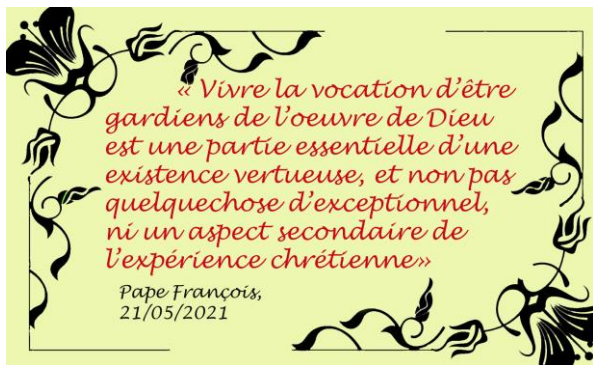 « Vivre la vocation d’être
gardiens de l’oeuvre de Dieu
est une partie essentielle d’une
existence vertueuse, et non pas
quelquechose d’exceptionnel,
ni un aspect secondaire de
l’expérience chrétienne»
Pape François,
21/05/2021